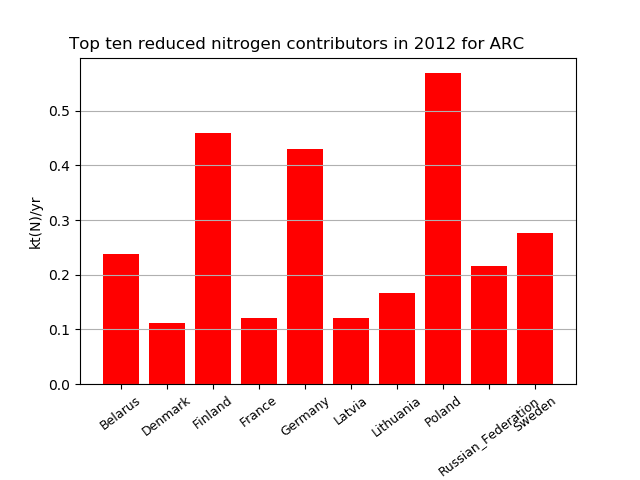 Top ten reduced nitrogen contributors in 2012 for ARC
kt(N)/yr
0.5
0.4
0.3
0.2
0.1
0.0
Belarus
Denmark
Finland
France
Germany
Latvia
Lithuania
Poland
Russian_Federation
Sweden